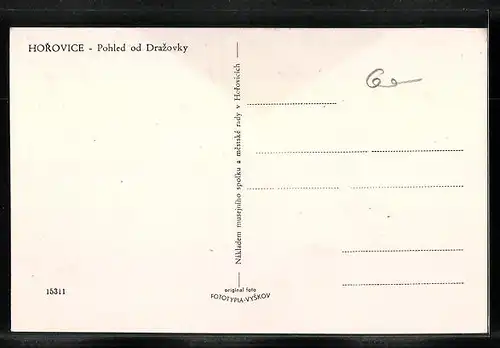 HOŘOVICE - Pohled od Dražovky
Nákladem musejního spolku a městské rady v Hořovicích
15311
original foto
FOTOTYPIA-VYŠKOV